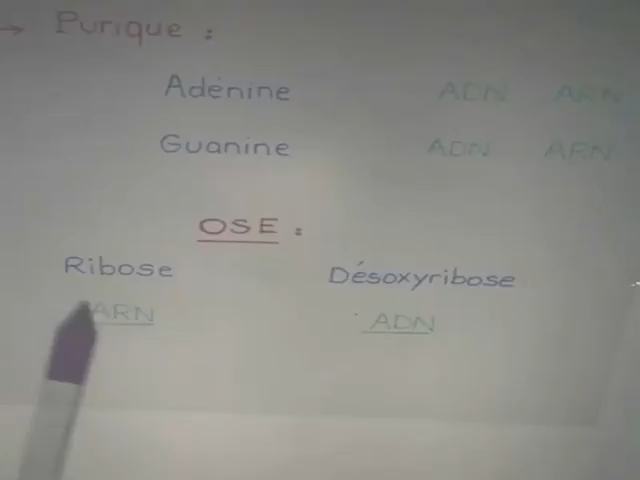 → Purique :
Adénine ADN ARN
Guanine ADN ARN
OSE :
Ribose Désoxyribose
ARN ADN